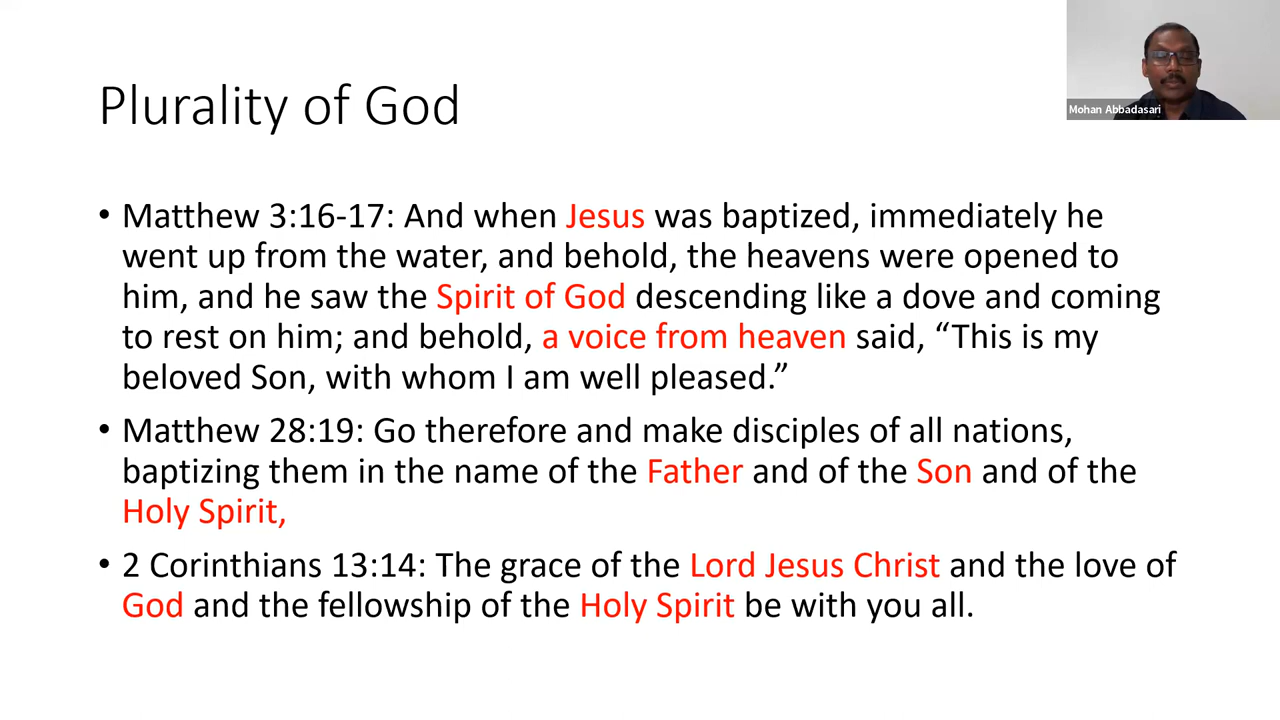 Plurality of God
Mohan Abbadasari
• Matthew 3:16-17: And when Jesus was baptized, immediately he
went up from the water, and behold, the heavens were opened to
him, and he saw the Spirit of God descending like a dove and coming
to rest on him; and behold, a voice from heaven said, “This is my
beloved Son, with whom I am well pleased.”
• Matthew 28:19: Go therefore and make disciples of all nations,
baptizing them in the name of the Father and of the Son and of the
Holy Spirit,
• 2 Corinthians 13:14: The grace of the Lord Jesus Christ and the love of
God and the fellowship of the Holy Spirit be with you all.